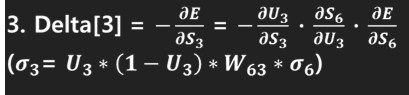 3. Delta[3] = − ∂E/∂S₃ = − ∂U₃/∂S₃ · ∂S₆/∂U₃ · ∂E/∂S₆
(σ₃= U₃ * (1 − U₃) * W₆₃ * σ₆)